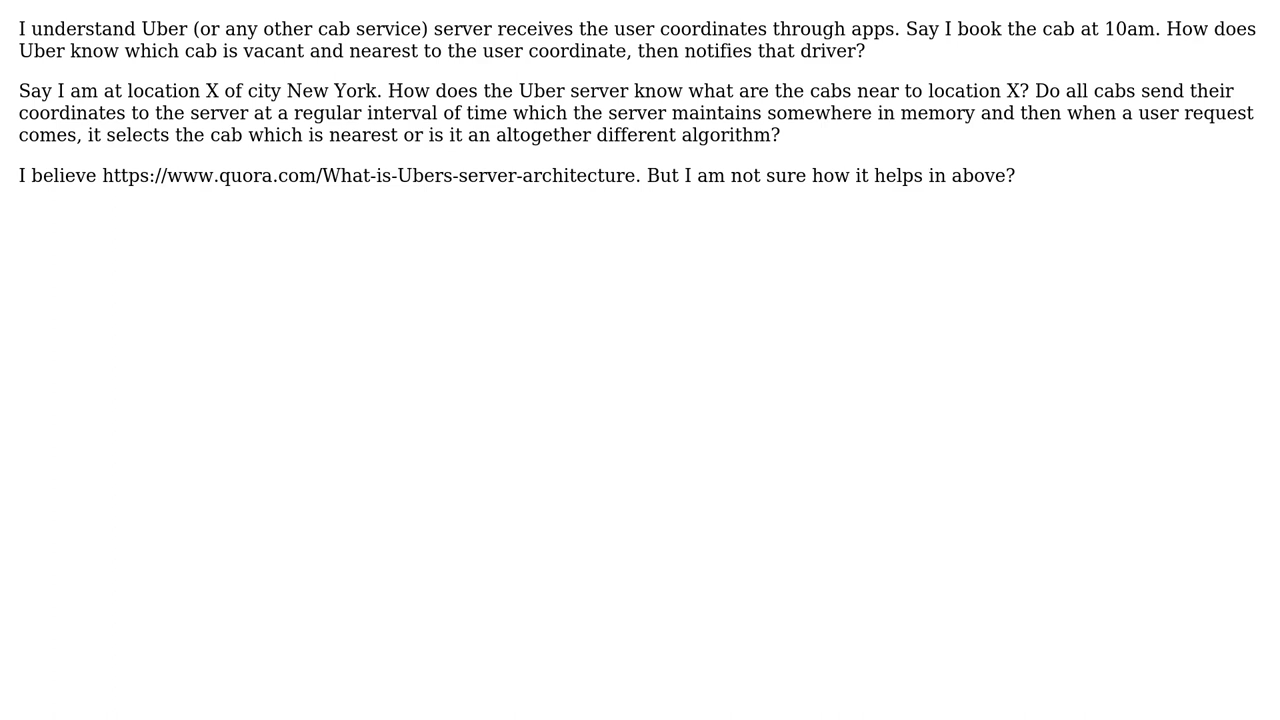 I understand Uber (or any other cab service) server receives the user coordinates through apps. Say I book the cab at 10am. How does
Uber know which cab is vacant and nearest to the user coordinate, then notifies that driver?
Say I am at location X of city New York. How does the Uber server know what are the cabs near to location X? Do all cabs send their
coordinates to the server at a regular interval of time which the server maintains somewhere in memory and then when a user request
comes, it selects the cab which is nearest or is it an altogether different algorithm?
I believe https://www.quora.com/What-is-Ubers-server-architecture. But I am not sure how it helps in above?